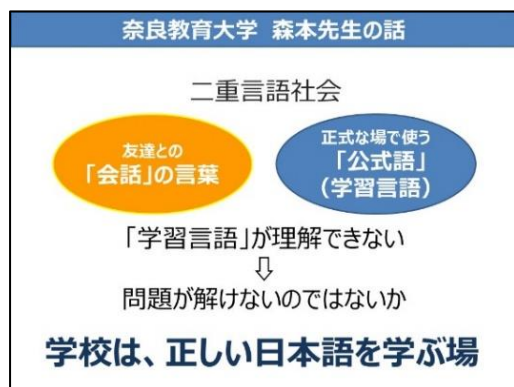 奈良教育大学 森本先生の話
二重言語社会
友達との
「会話」の言葉
正式な場で使う
「公式語」
(学習言語)
「学習言語」が理解できない
⇩
問題が解けないのではないか
学校は、正しい日本語を学ぶ場